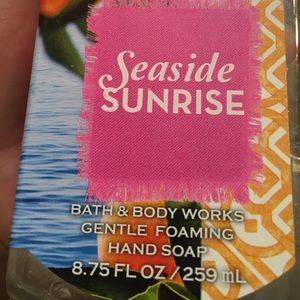 Seaside
SUNRISE
BATH & BODY WORKS
GENTLE FOAMING
HAND SOAP
8.75 FL OZ / 259 mL